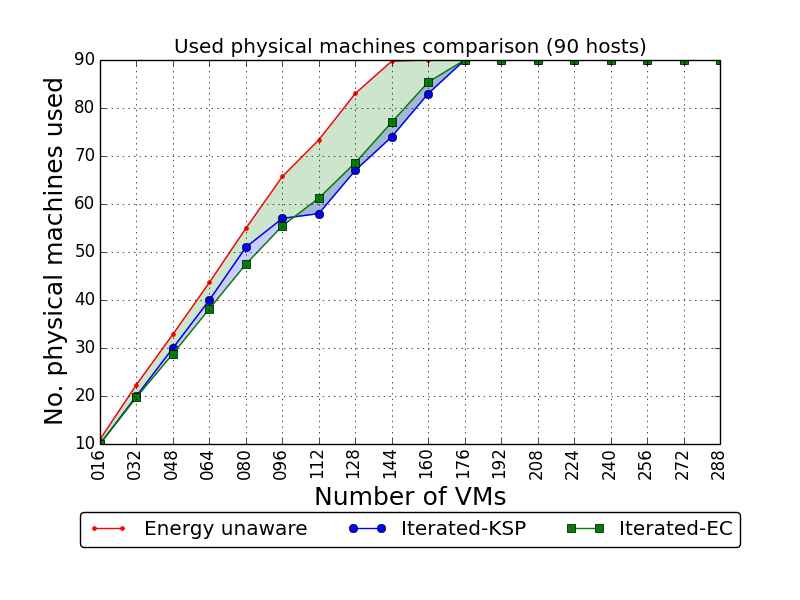 Used physical machines comparison (90 hosts)
No. physical machines used
90
80
70
60
50
40
30
20
10
016 032 048 064 080 096 112 128 144 160 176 192 208 224 240 256 272 288
Number of VMs
Energy unaware Iterated-KSP Iterated-EC